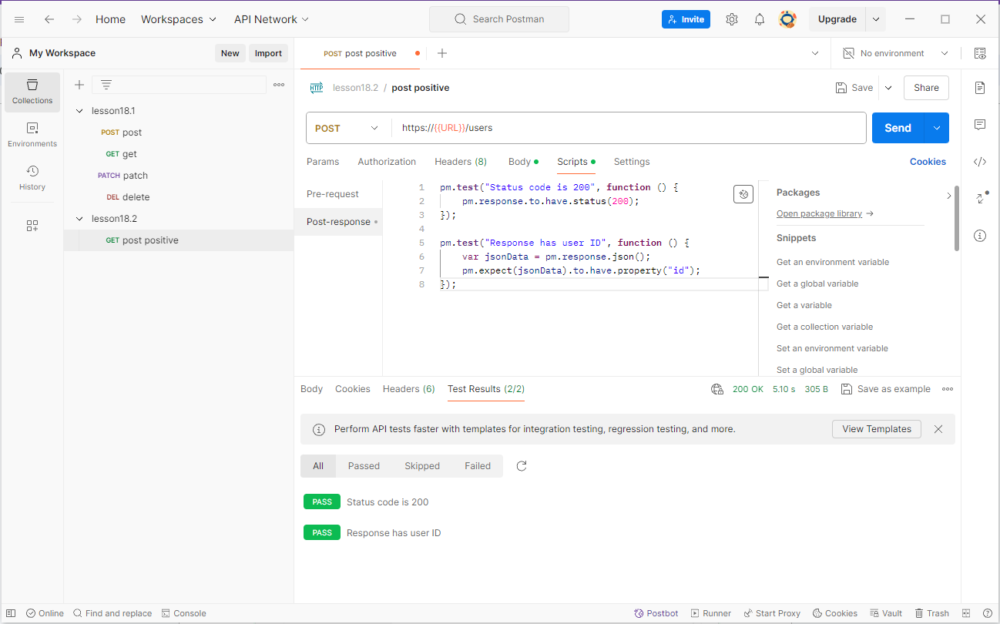 Home Workspaces API Network Search Postman Invite Upgrade
My Workspace New Import POST post positive No environment
Collections
Environments
History
lesson18.1
POST post
GET get
PATCH patch
DEL delete
lesson18.2
GET post positive
HTTP lesson18.2 / post positive Save Share
POST https://{{URL}}/users Send
Params Authorization Headers (8) Body Scripts Settings Cookies
Pre-request
Post-response
1 pm.test("Status code is 200", function () {
2 pm.response.to.have.status(200);
3 });
4
5 pm.test("Response has user ID", function () {
6 var jsonData = pm.response.json();
7 pm.expect(jsonData).to.have.property("id");
8 });
Packages
Open package library →
Snippets
Get an environment variable
Get a global variable
Get a variable
Get a collection variable
Set an environment variable
Set a global variable
Body Cookies Headers (6) Test Results (2/2) 200 OK 5.10 s 305 B Save as example
Perform API tests faster with templates for integration testing, regression testing, and more. View Templates
All Passed Skipped Failed
PASS Status code is 200
PASS Response has user ID
Online Find and replace Console Postbot Runner Start Proxy Cookies Vault Trash